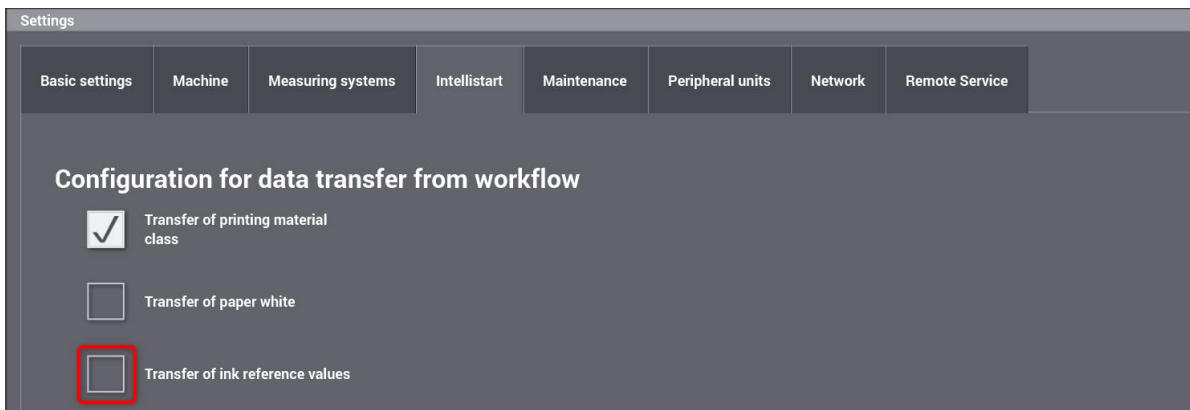 Settings
Basic settings Machine Measuring systems Intellistart Maintenance Peripheral units Network Remote Service
Configuration for data transfer from workflow
Transfer of printing material
class
Transfer of paper white
Transfer of ink reference values